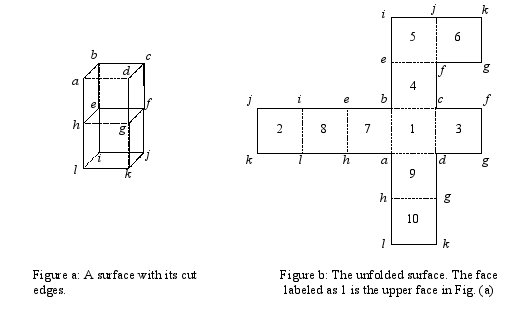 i j k
b c
5 6
a d
e f g
4
e f
j i e b c f
h g
2 8 7 1 3
k l h a d g
i j
9
l k
h g
10
l k
Figure a: A surface with its cut
edges.
Figure b: The unfolded surface. The face
labeled as 1 is the upper face in Fig. (a)